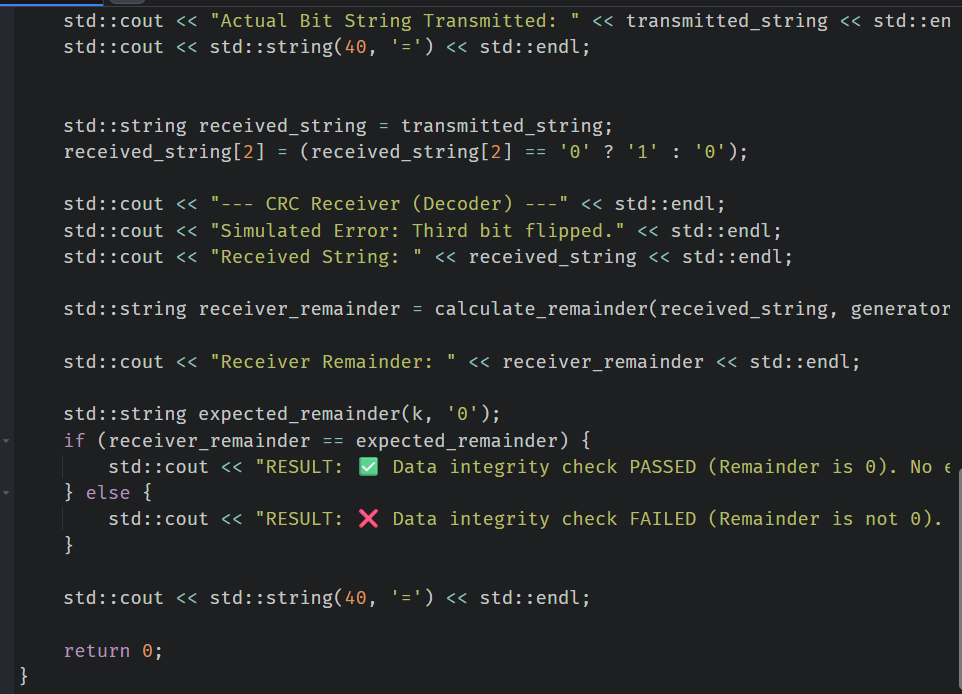 std::cout << "Actual Bit String Transmitted: " << transmitted_string << std::en
    std::cout << std::string(40, '=') << std::endl;
    std::string received_string = transmitted_string;
    received_string[2] = (received_string[2] == '0' ? '1' : '0');
    std::cout << "--- CRC Receiver (Decoder) ---" << std::endl;
    std::cout << "Simulated Error: Third bit flipped." << std::endl;
    std::cout << "Received String: " << received_string << std::endl;
    std::string receiver_remainder = calculate_remainder(received_string, generator
    std::cout << "Receiver Remainder: " << receiver_remainder << std::endl;
    std::string expected_remainder(k, '0');
    if (receiver_remainder == expected_remainder) {
        std::cout << "RESULT: ✅ Data integrity check PASSED (Remainder is 0). No e
    } else {
        std::cout << "RESULT: ❌ Data integrity check FAILED (Remainder is not 0).
    }
    std::cout << std::string(40, '=') << std::endl;
    return 0;
}